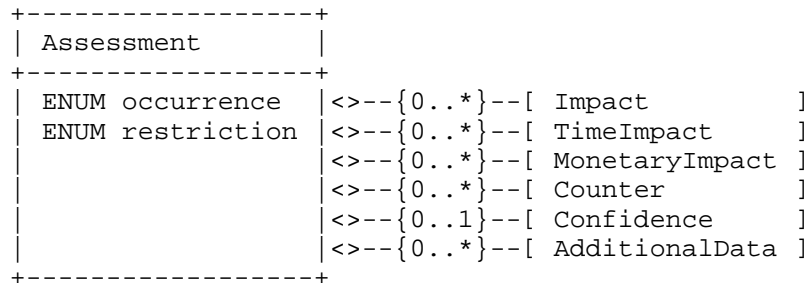 +------------------+
| Assessment       |
+------------------+
| ENUM occurrence  |<>--{0..*}--[ Impact         ]
| ENUM restriction |<>--{0..*}--[ TimeImpact     ]
|                  |<>--{0..*}--[ MonetaryImpact ]
|                  |<>--{0..*}--[ Counter        ]
|                  |<>--{0..1}--[ Confidence     ]
|                  |<>--{0..*}--[ AdditionalData ]
+------------------+